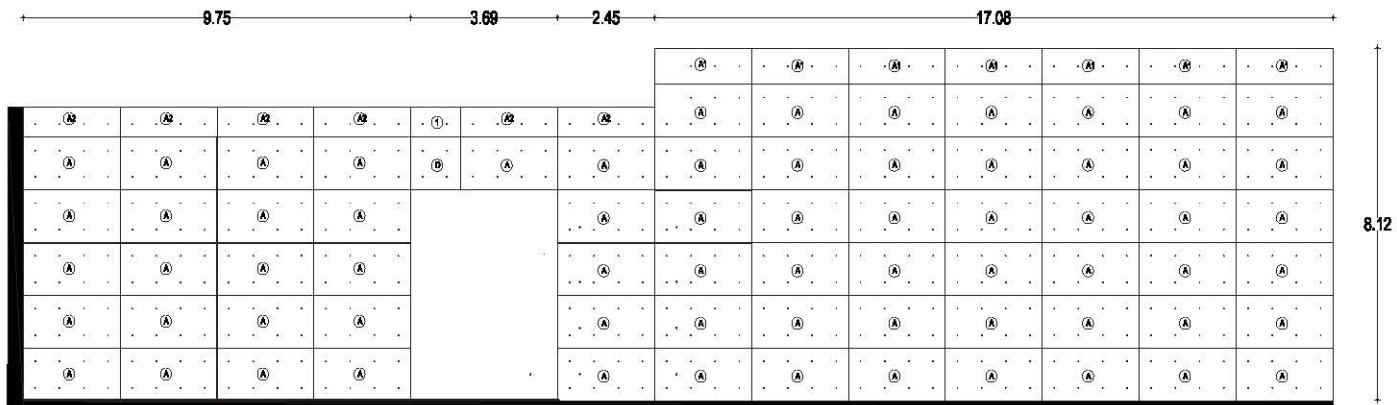 9.75 3.69 2.45 17.08
A1 A1 A1 A1 A1 A1 A1
A A A A A A A
A2 A2 A2 A2 1 A2 A2
A A A A D A A A A A A A A A
A A A A A A A A A A A A
8.12
A A A A A A A A A A A A
A A A A A A A A A A A A
A A A A A A A A A A A A